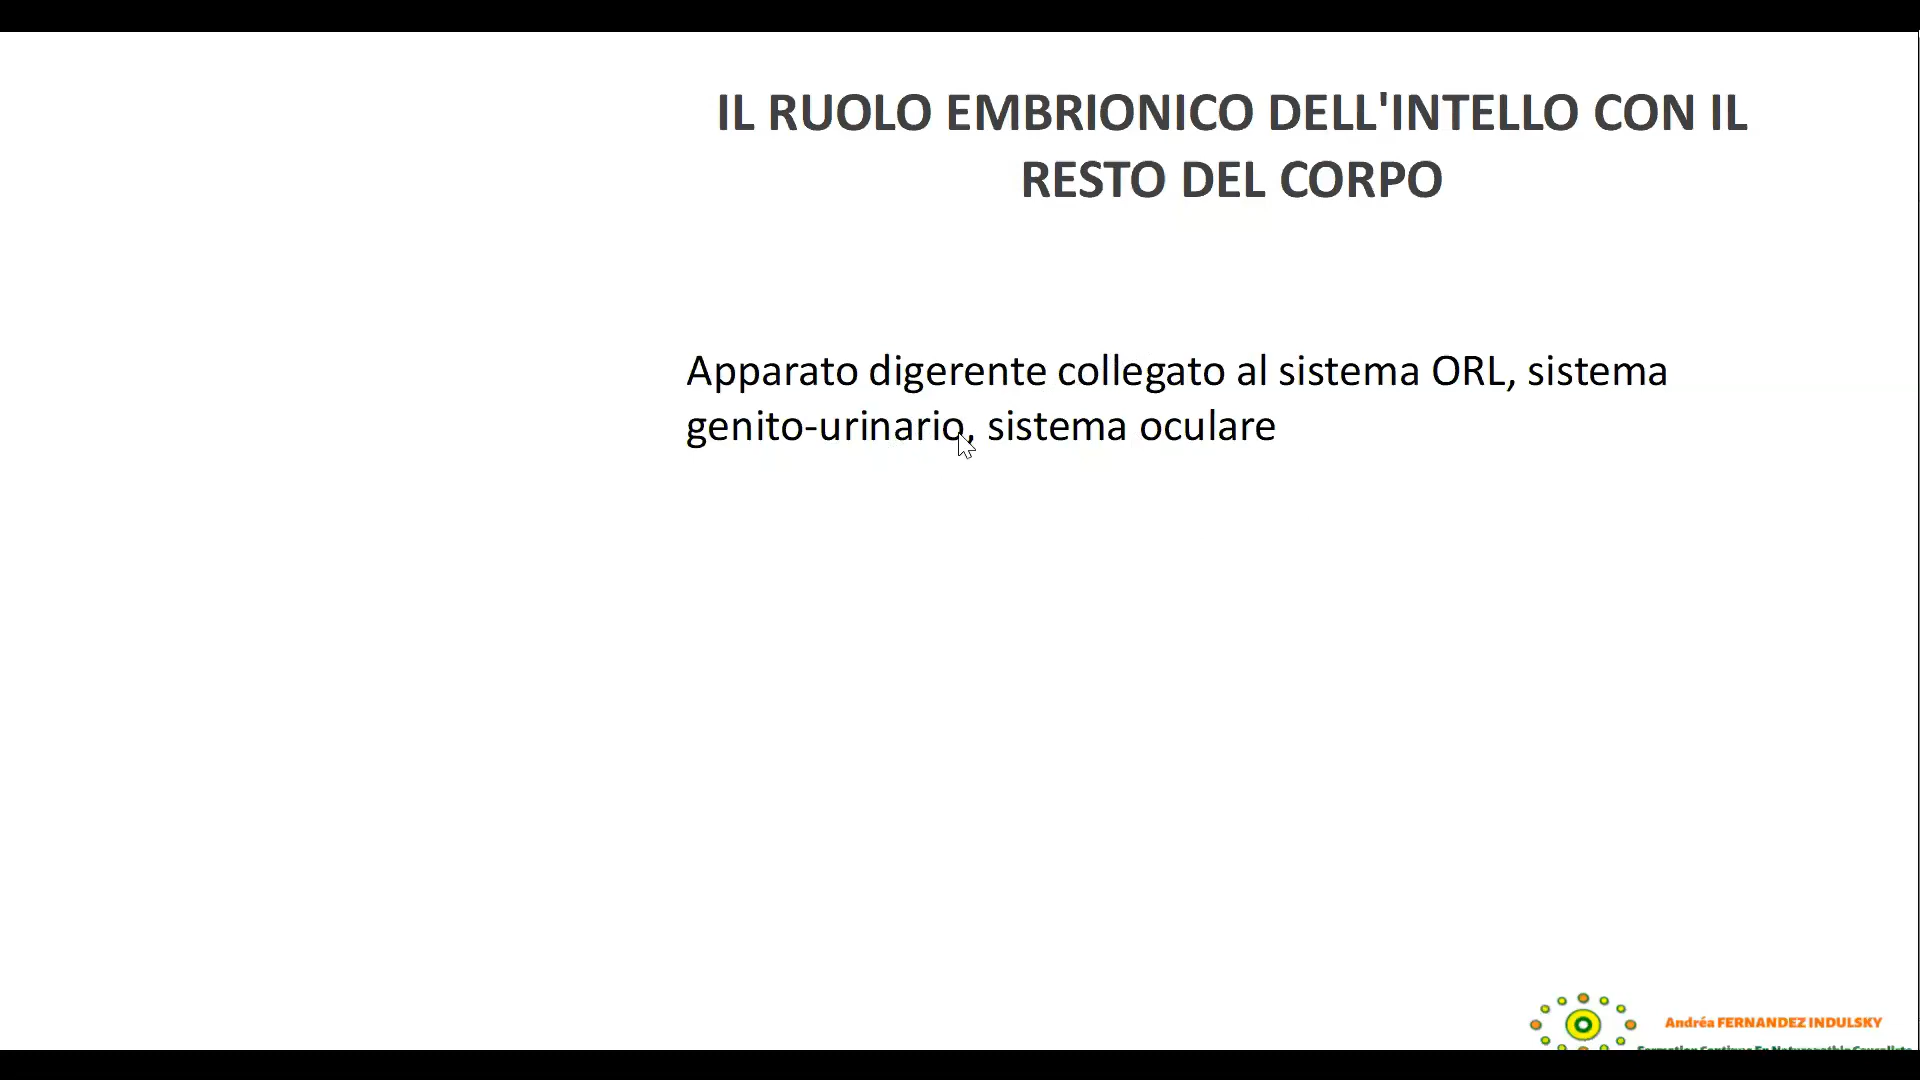 IL RUOLO EMBRIONICO DELL'INTELLO CON IL
RESTO DEL CORPO
Apparato digerente collegato al sistema ORL, sistema
genito-urinario, sistema oculare
Andréa FERNANDEZ INDULSKY